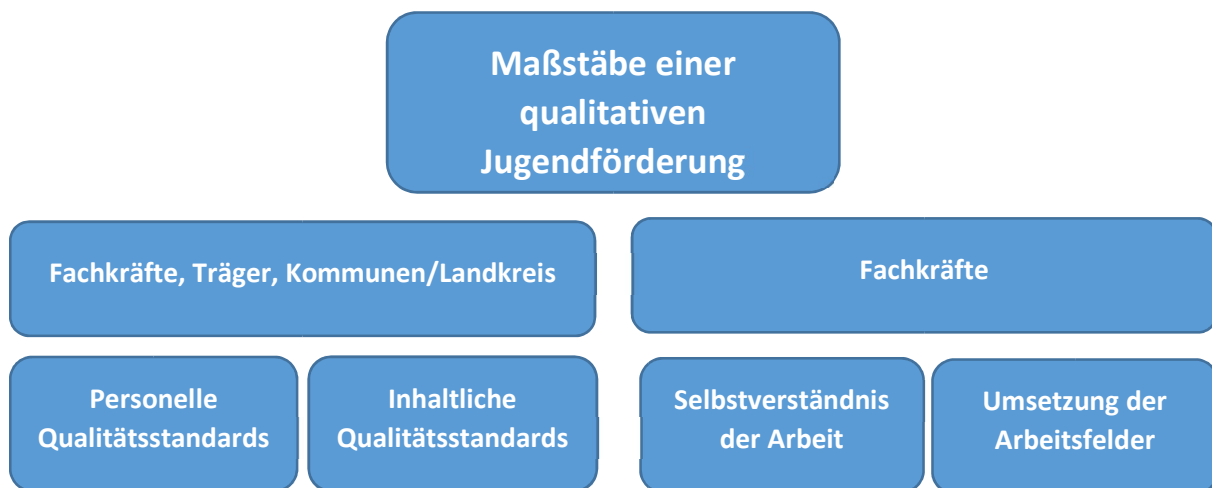 Maßstäbe einer
qualitativen
Jugendförderung
Fachkräfte, Träger, Kommunen/Landkreis
Fachkräfte
Personelle
Qualitätsstandards
Inhaltliche
Qualitätsstandards
Selbstverständnis
der Arbeit
Umsetzung der
Arbeitsfelder